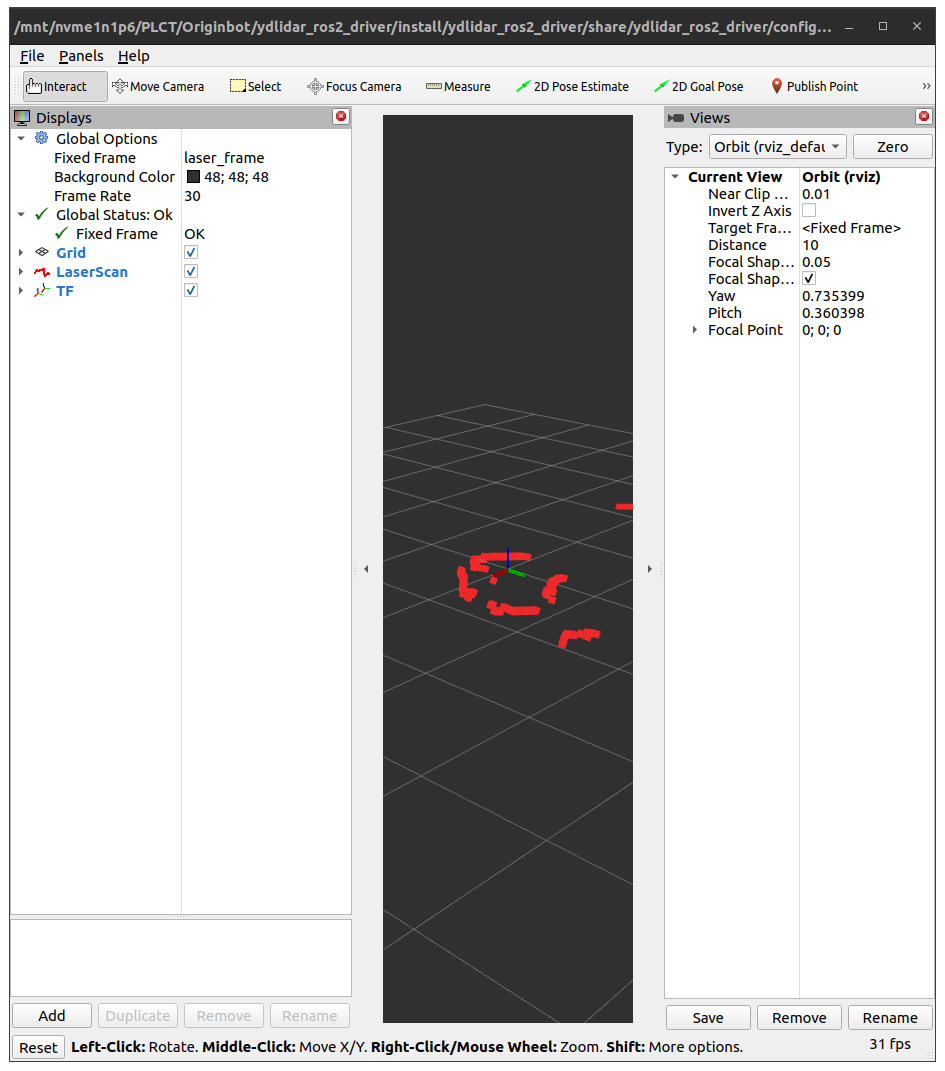 /mnt/nvme1n1p6/PLCT/Originbot/ydlidar_ros2_driver/install/ydlidar_ros2_driver/share/ydlidar_ros2_driver/config...
File Panels Help
Interact Move Camera Select Focus Camera Measure 2D Pose Estimate 2D Goal Pose Publish Point »
Displays
Global Options
Fixed Frame laser_frame
Background Color 48; 48; 48
Frame Rate 30
Global Status: Ok
Fixed Frame OK
Grid
LaserScan
TF
Add Duplicate Remove Rename
Views
Type: Orbit (rviz_defau Zero
Current View Orbit (rviz)
Near Clip ... 0.01
Invert Z Axis
Target Fra... <Fixed Frame>
Distance 10
Focal Shap... 0.05
Focal Shap...
Yaw 0.735399
Pitch 0.360398
Focal Point 0; 0; 0
Save Remove Rename
Reset Left-Click: Rotate. Middle-Click: Move X/Y. Right-Click/Mouse Wheel: Zoom. Shift: More options. 31 fps